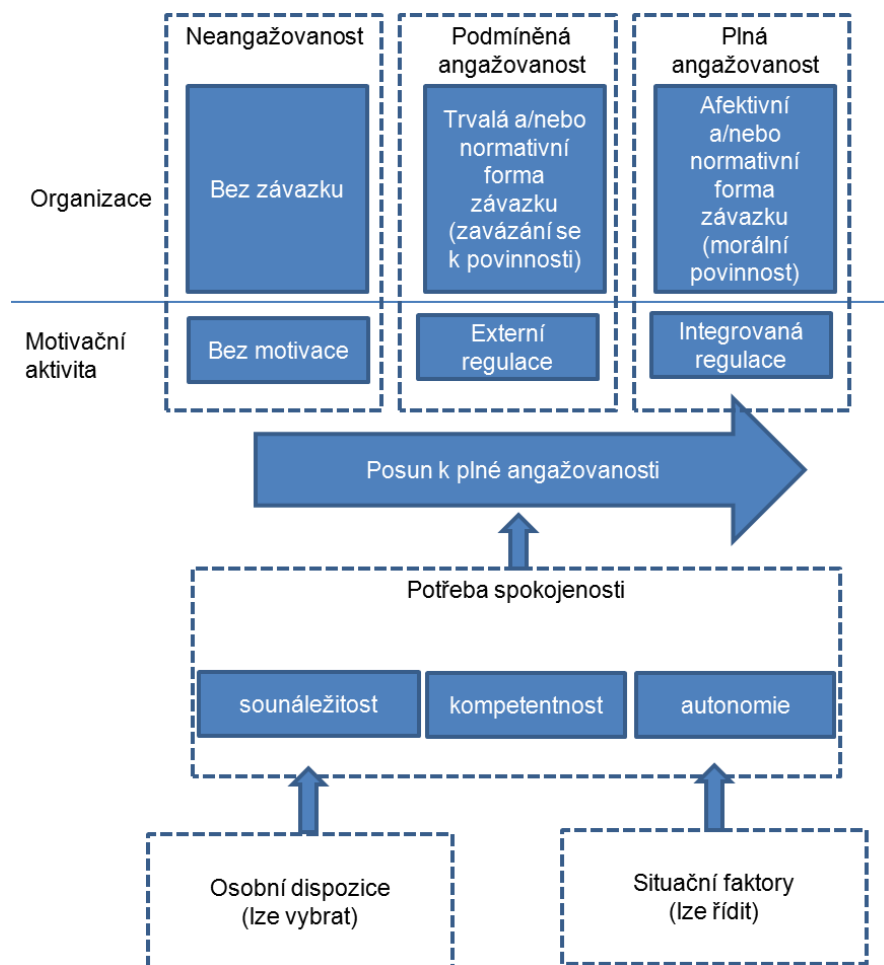 Neangažovanost
Podmíněná
angažovanost
Plná
angažovanost
Organizace
Bez závazku
Trvalá a/nebo
normativní
forma
závazku
(zavázání se
k povinnosti)
Afektivní
a/nebo
normativní
forma
závazku
(morální
povinnost)
Motivační
aktivita
Bez motivace
Externí
regulace
Integrovaná
regulace
Posun k plné angažovanosti
Potřeba spokojenosti
sounáležitost
kompetentnost
autonomie
Osobní dispozice
(lze vybrat)
Situační faktory
(lze řídit)